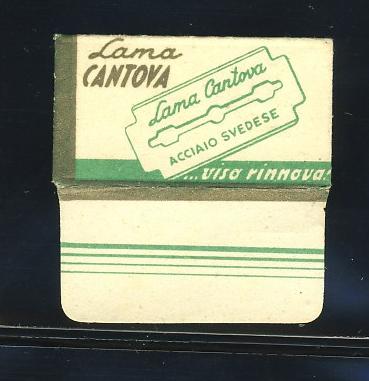 Lama
CANTOVA
Lama Cantova
ACCIAIO SVEDESE
...viso rinnova!